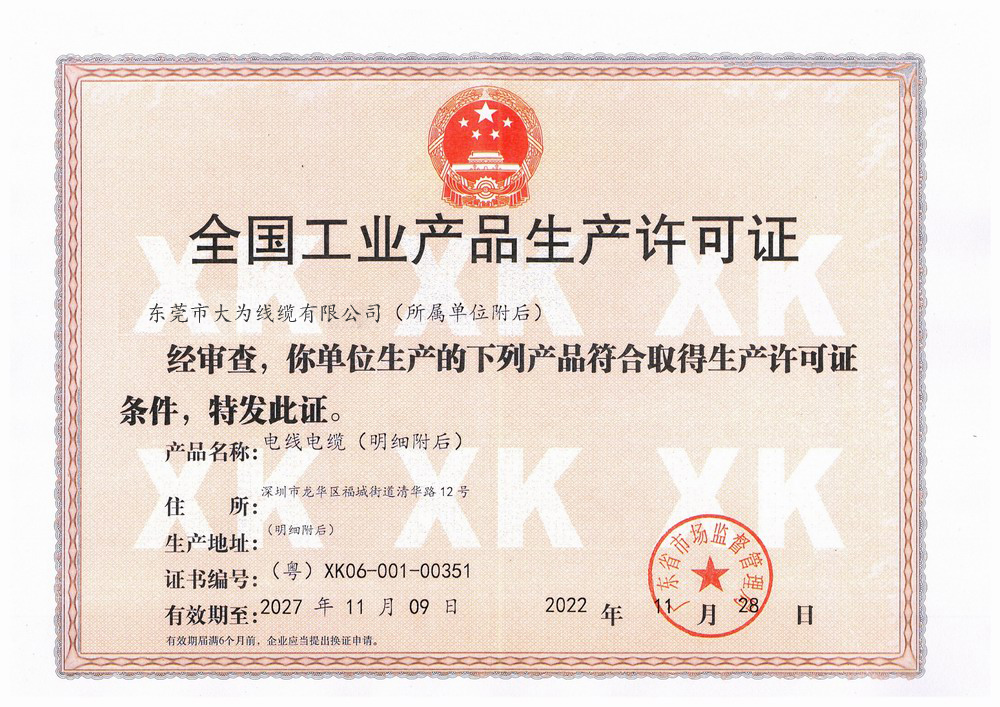 全国工业产品生产许可证
东莞市大为线缆有限公司（所属单位附后）
经审查，你单位生产的下列产品符合取得生产许可证
条件，特发此证。
产品名称：电线电缆（明细附后）
住 所：深圳市龙华区福城街道清华路12号
生产地址：（明细附后）
证书编号：（粤）XK06-001-00351
有效期至：2027 年 11 月 09 日
2022 年 11 月 28 日
广东省市场监督管理局
有效期届满6个月前，企业应当提出换证申请。
XK XK XK
XK XK XK